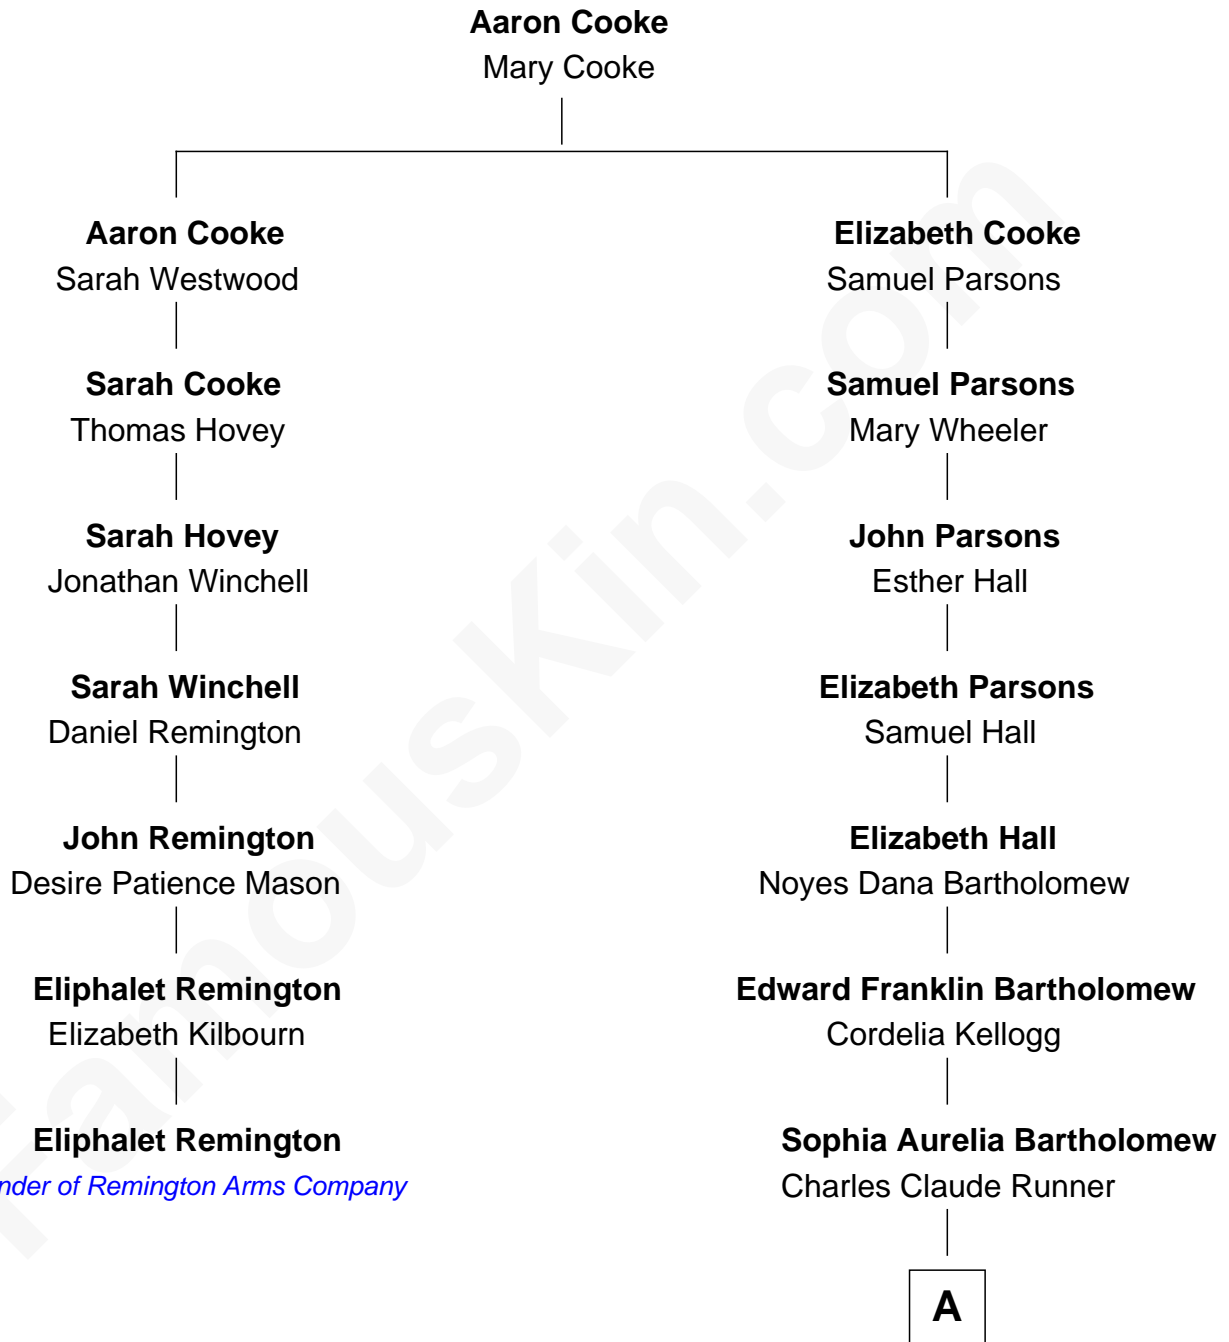 Aaron Cooke
Mary Cooke
Aaron Cooke
Sarah Westwood
Sarah Cooke
Thomas Hovey
Sarah Hovey
Jonathan Winchell
Sarah Winchell
Daniel Remington
John Remington
Desire Patience Mason
Eliphalet Remington
Elizabeth Kilbourn
Eliphalet Remington
nder of Remington Arms Company
Elizabeth Cooke
Samuel Parsons
Samuel Parsons
Mary Wheeler
John Parsons
Esther Hall
Elizabeth Parsons
Samuel Hall
Elizabeth Hall
Noyes Dana Bartholomew
Edward Franklin Bartholomew
Cordelia Kellogg
Sophia Aurelia Bartholomew
Charles Claude Runner
A
FamousKin.com